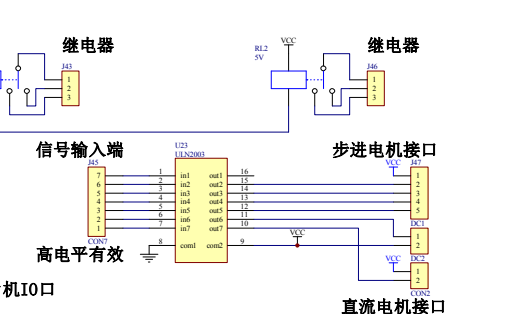 继电器
J43
1
2
3
RL2
5V
VCC
继电器
J46
1
2
3
信号输入端
J45
7
6
5
4
3
2
1
CON7
高电平有效
U23
ULN2003
1 in1 out1 16
2 in2 out2 15
3 in3 out3 14
4 in4 out4 13
5 in5 out5 12
6 in6 out6 11
7 in7 out7 10
8 com1 com2 9
VCC
步进电机接口
VCC
J47
1
2
3
4
5
DC1
1
2
VCC
DC2
1
2
CON2
直流电机接口
机IO口